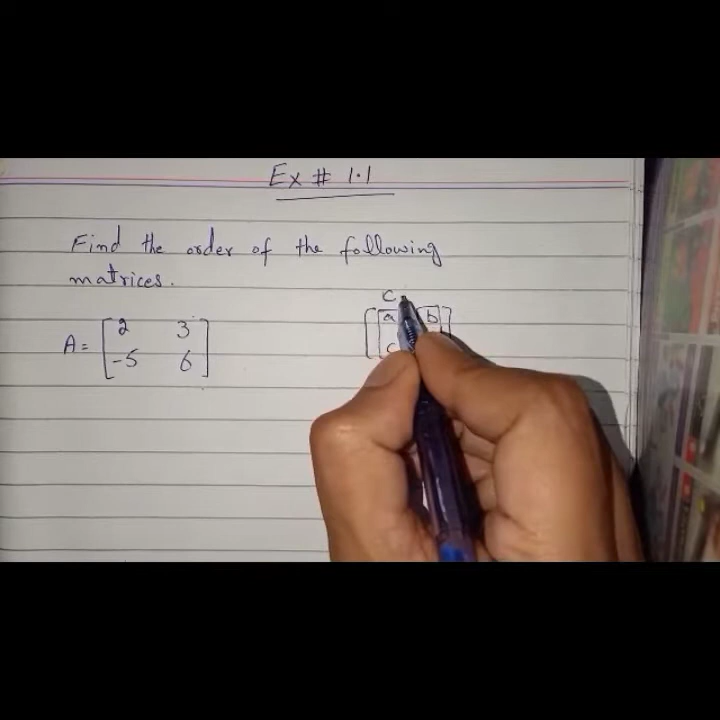 Ex # 1.1
Find the order of the following
matrices.
C
A = [2 3
-5 6]
[a b
c